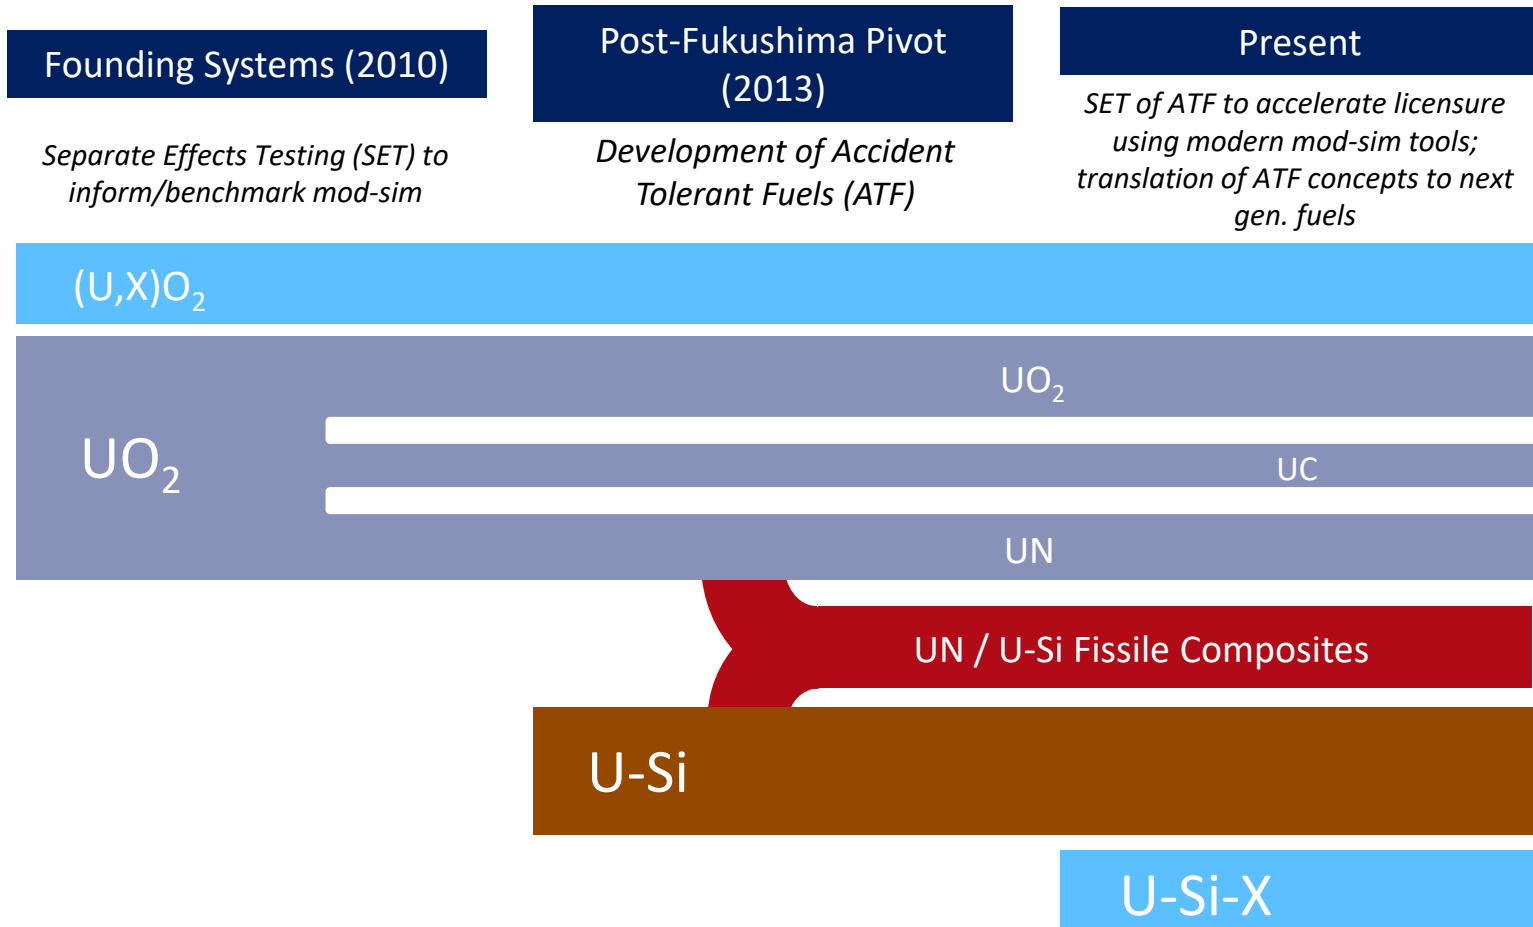 Founding Systems (2010)
Separate Effects Testing (SET) to
inform/benchmark mod-sim
Post-Fukushima Pivot
(2013)
Development of Accident
Tolerant Fuels (ATF)
Present
SET of ATF to accelerate licensure
using modern mod-sim tools;
translation of ATF concepts to next
gen. fuels
(U,X)O₂
UO₂
UO₂
UC
UN
UN / U-Si Fissile Composites
U-Si
U-Si-X